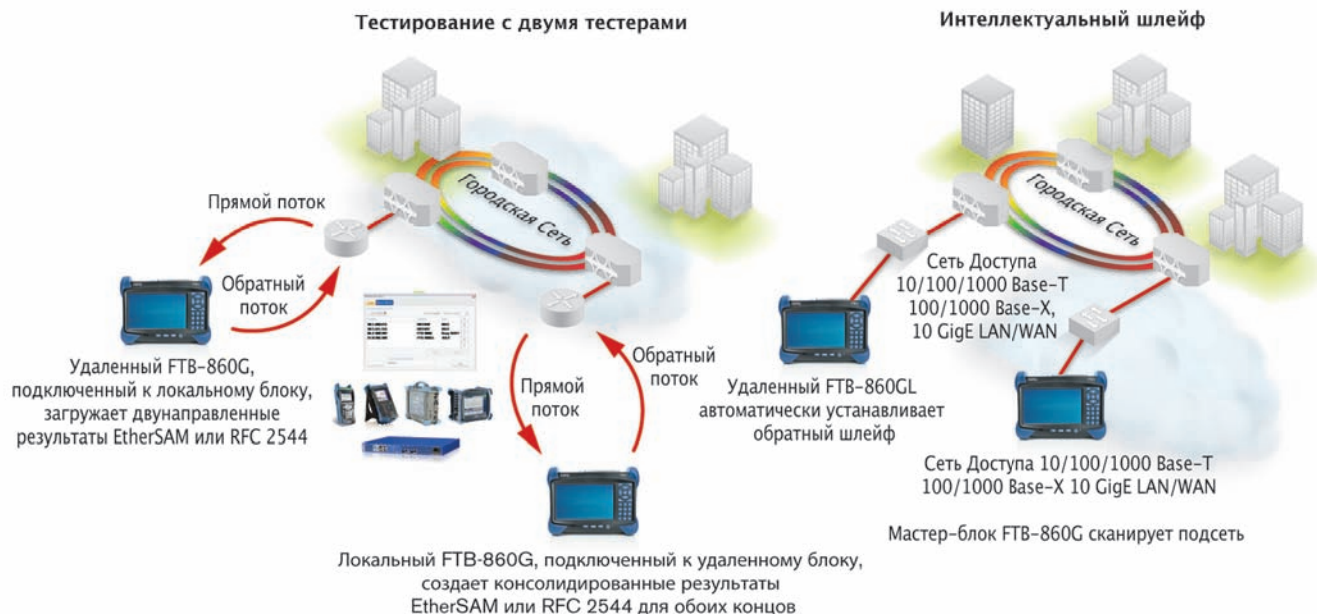 Тестирование с двумя тестерами
Интеллектуальный шлейф
Городская Сеть
Прямой поток
Обратный
поток
Удаленный FTB-860G,
подключенный к локальному блоку,
загружает двунаправленные
результаты EtherSAM или RFC 2544
Прямой
поток
Обратный
поток
Локальный FTB-860G, подключенный к удаленному блоку,
создает консолидированные результаты
EtherSAM или RFC 2544 для обоих концов
Городская Сеть
Сеть Доступа
10/100/1000 Base-T
100/1000 Base-X,
10 GigE LAN/WAN
Удаленный FTB-860GL
автоматически устанавливает
обратный шлейф
Сеть Доступа 10/100/1000 Base-T
100/1000 Base-X 10 GigE LAN/WAN
Мастер-блок FTB-860G сканирует подсеть